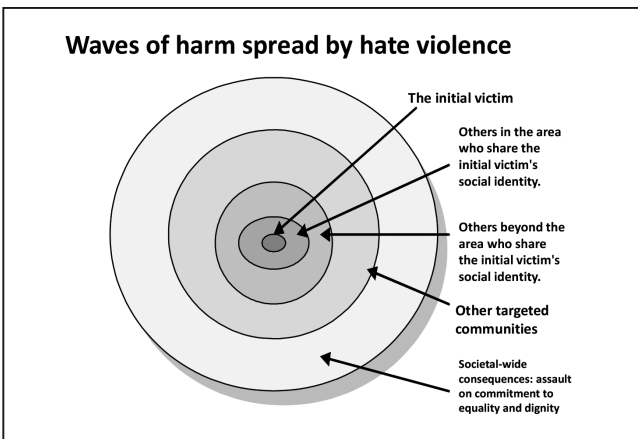 Waves of harm spread by hate violence
The initial victim
Others in the area
who share the
initial victim's
social identity.
Others beyond the
area who share
the initial victim's
social identity.
Other targeted
communities
Societal-wide
consequences: assault
on commitment to
equality and dignity